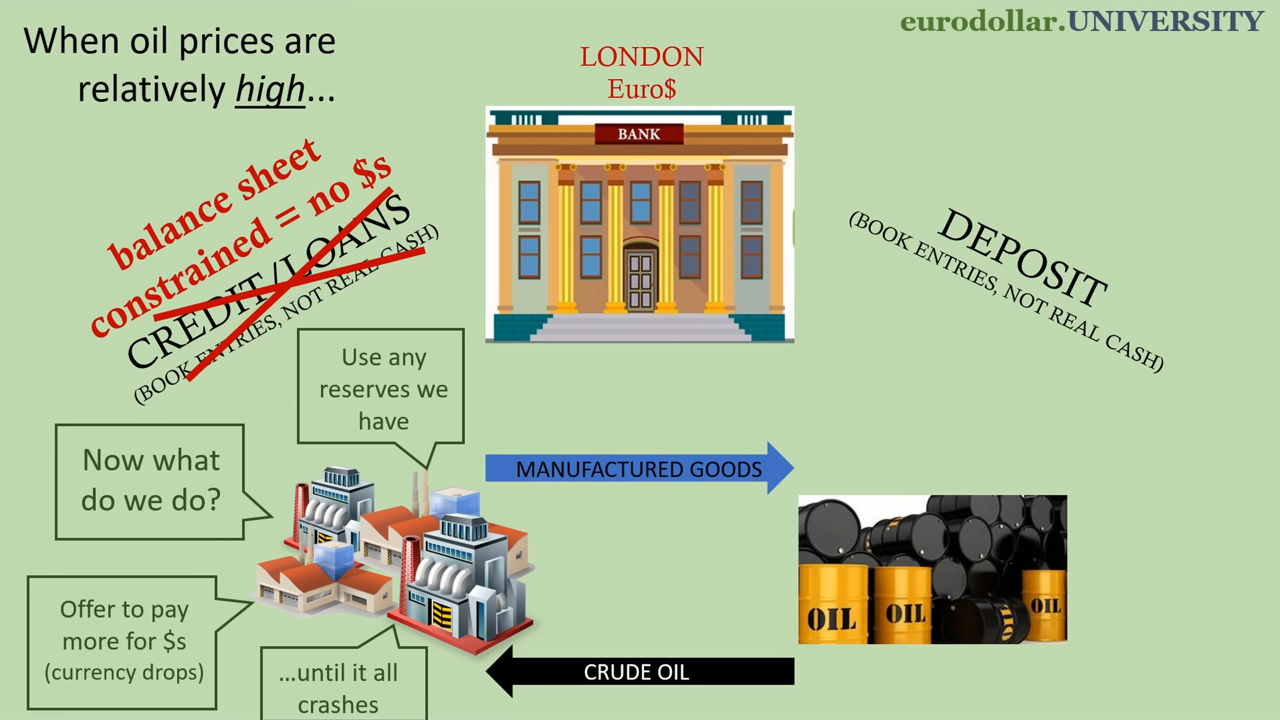 When oil prices are
relatively high...
eurodollar.UNIVERSITY
LONDON
Euro$
BANK
balance sheet
constrained = no $s
CREDIT/LOANS
(BOOK ENTRIES, NOT REAL CASH)
DEPOSIT
(BOOK ENTRIES, NOT REAL CASH)
Use any
reserves we
have
Now what
do we do?
MANUFACTURED GOODS
Offer to pay
more for $s
(currency drops)
...until it all
crashes
CRUDE OIL
OIL
OIL
OIL